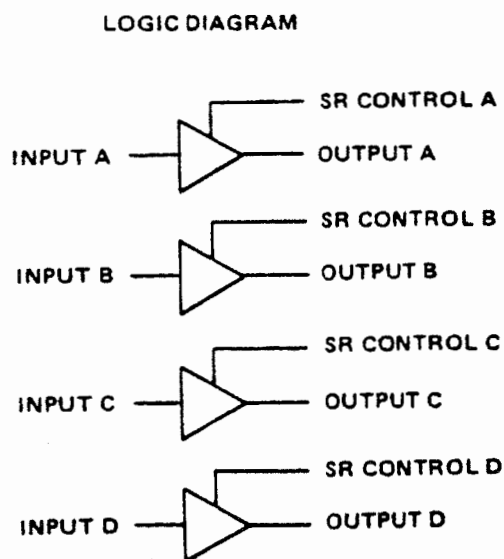 LOGIC DIAGRAM
SR CONTROL A
INPUT A
OUTPUT A
SR CONTROL B
INPUT B
OUTPUT B
SR CONTROL C
INPUT C
OUTPUT C
SR CONTROL D
INPUT D
OUTPUT D